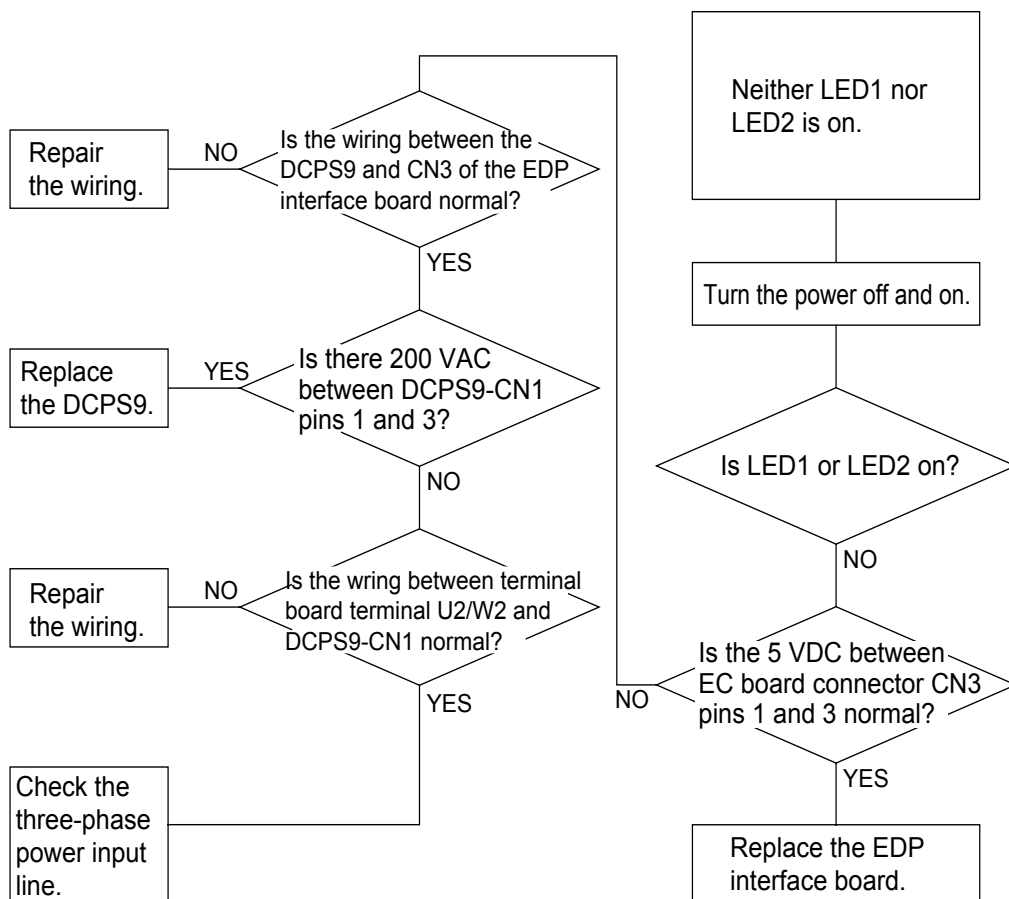 Neither LED1 nor
LED2 is on.
Turn the power off and on.
Is LED1 or LED2 on?
NO
Is the 5 VDC between
EC board connector CN3
pins 1 and 3 normal?
NO
YES
Replace the EDP
interface board.
Is the wiring between the
DCPS9 and CN3 of the EDP
interface board normal?
NO
Repair
the wiring.
YES
Is there 200 VAC
between DCPS9-CN1
pins 1 and 3?
YES
Replace
the DCPS9.
NO
Is the wring between terminal
board terminal U2/W2 and
DCPS9-CN1 normal?
NO
Repair
the wiring.
YES
Check the
three-phase
power input
line.